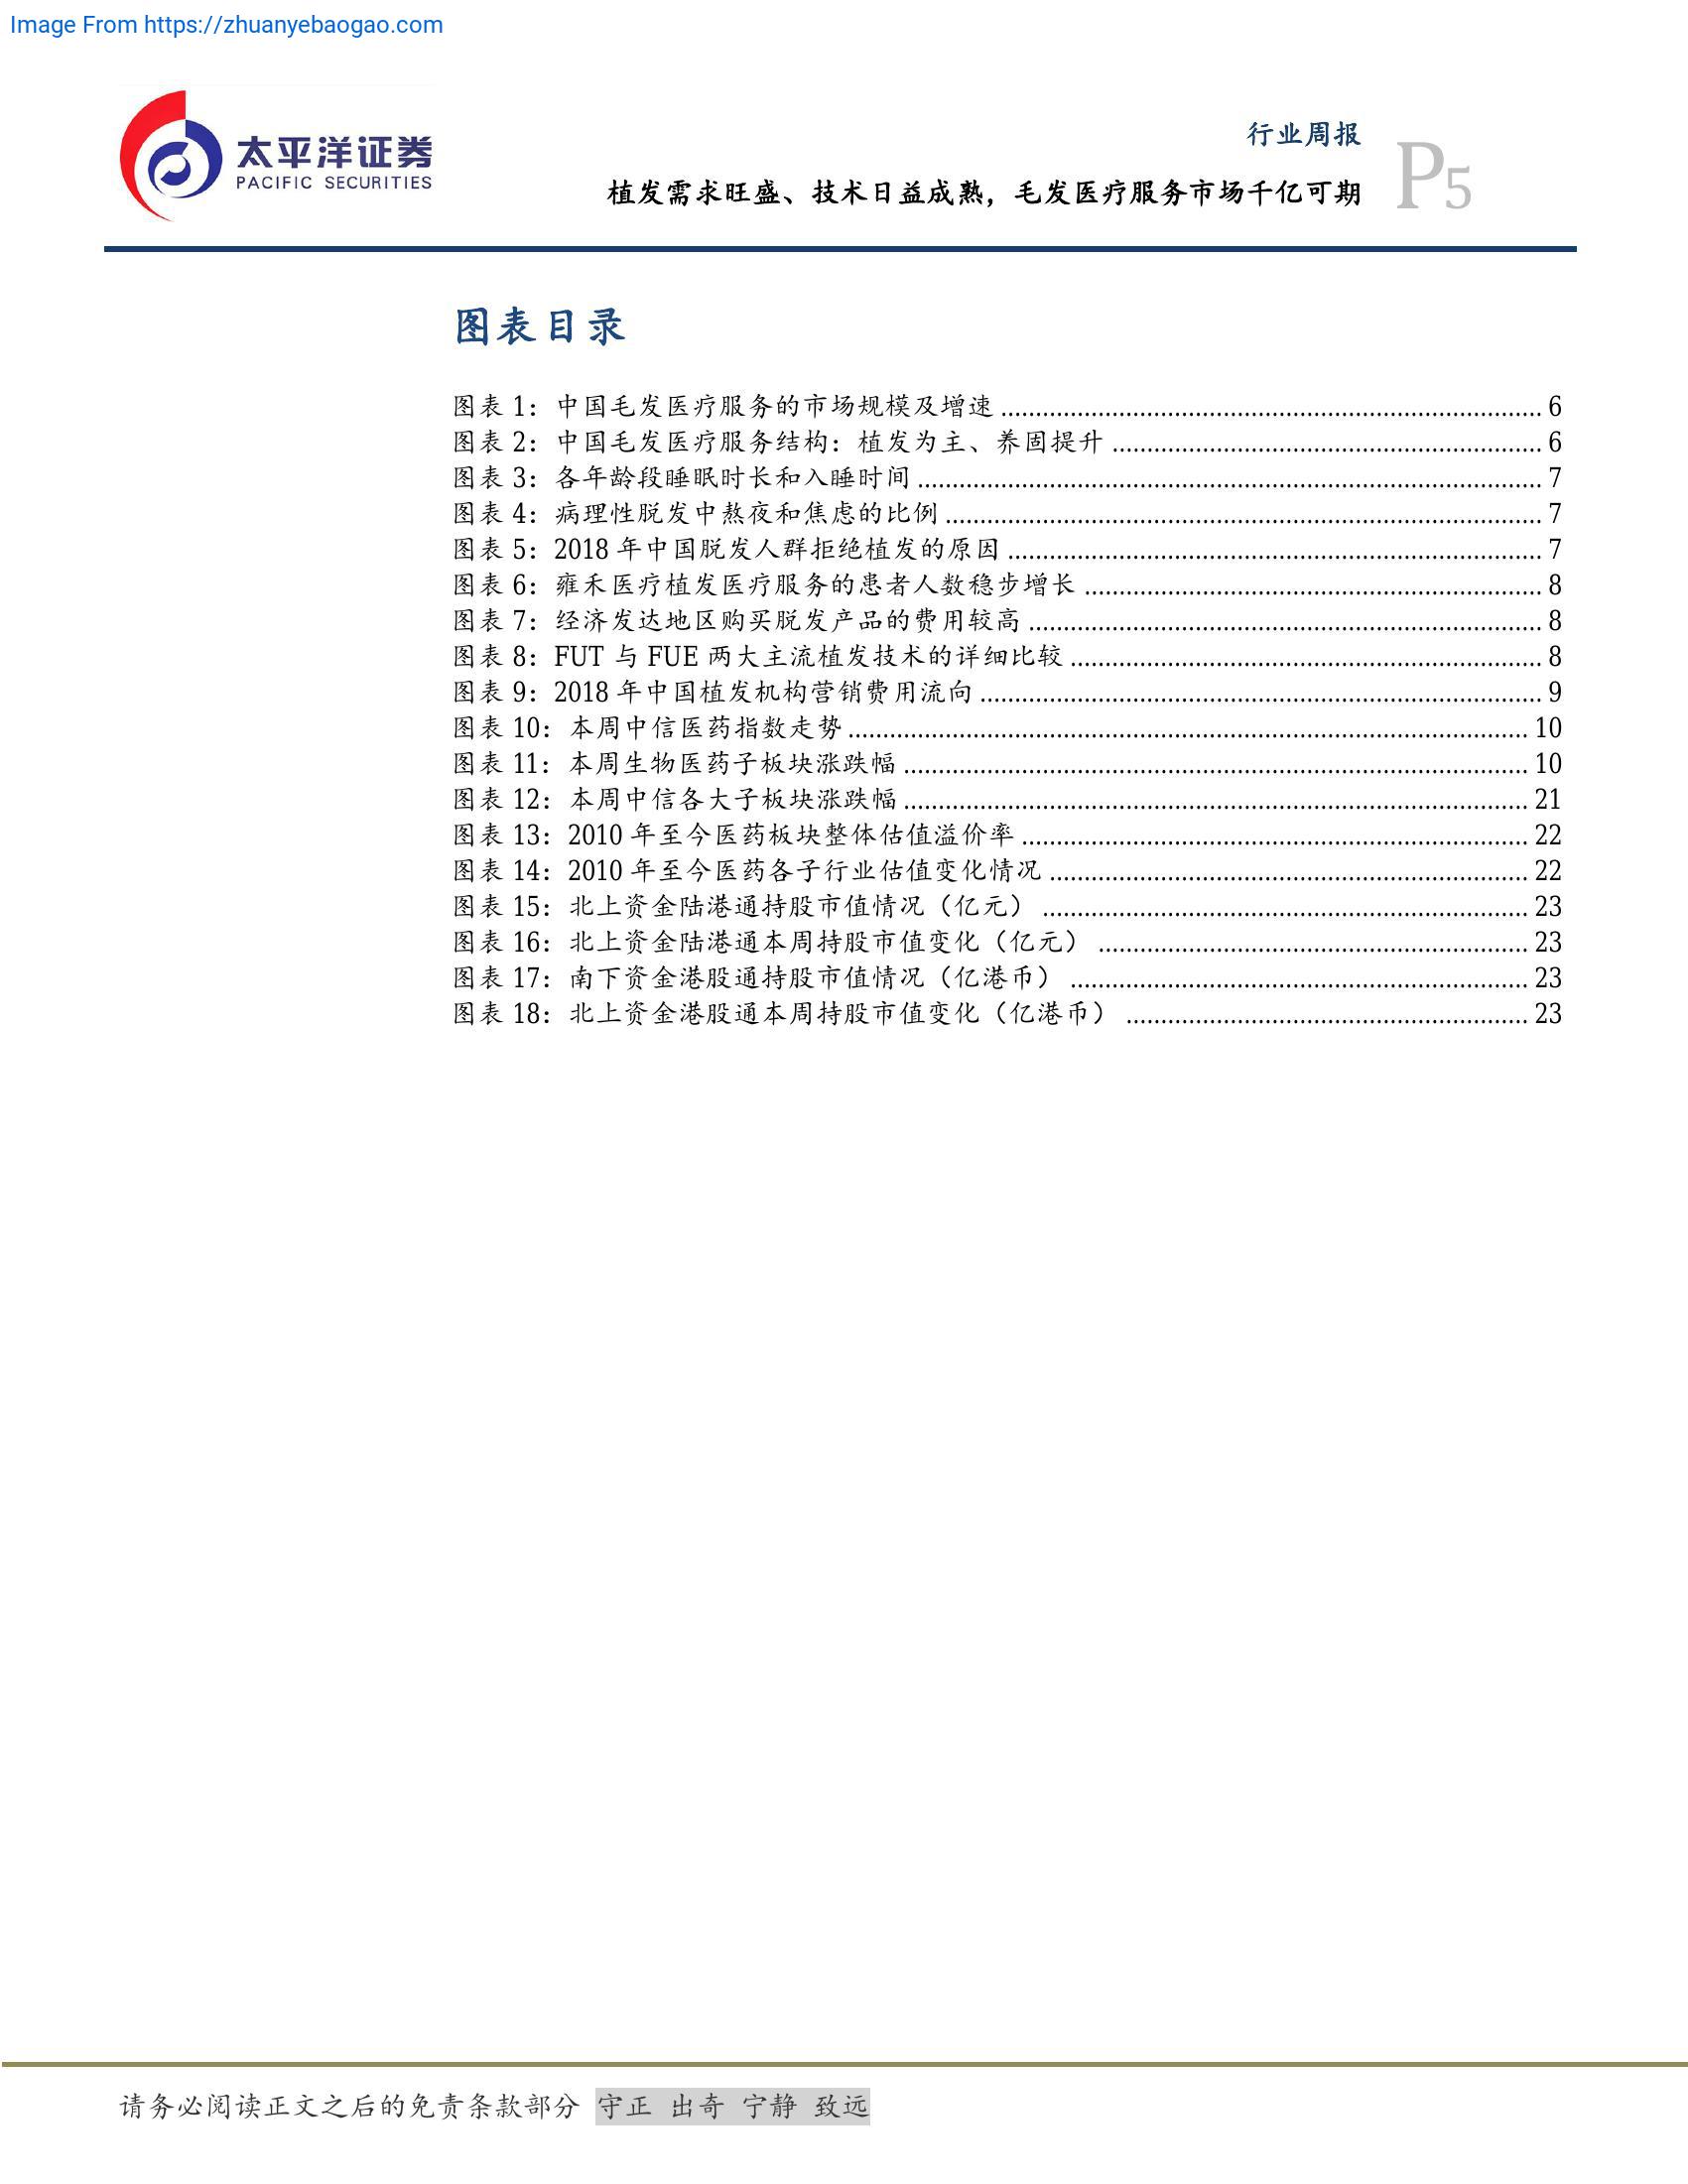 Image From https://zhuanyebaogao.com
太平洋证券
PACIFIC SECURITIES
行业周报
植发需求旺盛、技术日益成熟，毛发医疗服务市场千亿可期
P5
图表目录
图表 1：中国毛发医疗服务的市场规模及增速 6
图表 2：中国毛发医疗服务结构：植发为主、养固提升 6
图表 3：各年龄段睡眠时长和入睡时间 7
图表 4：病理性脱发中熬夜和焦虑的比例 7
图表 5：2018 年中国脱发人群拒绝植发的原因 7
图表 6：雍禾医疗植发医疗服务的患者人数稳步增长 8
图表 7：经济发达地区购买脱发产品的费用较高 8
图表 8：FUT 与 FUE 两大主流植发技术的详细比较 8
图表 9：2018 年中国植发机构营销费用流向 9
图表 10：本周中信医药指数走势 10
图表 11：本周生物医药子板块涨跌幅 10
图表 12：本周中信各大子板块涨跌幅 21
图表 13：2010 年至今医药板块整体估值溢价率 22
图表 14：2010 年至今医药各子行业估值变化情况 22
图表 15：北上资金陆港通持股市值情况（亿元） 23
图表 16：北上资金陆港通本周持股市值变化（亿元） 23
图表 17：南下资金港股通持股市值情况（亿港币） 23
图表 18：北上资金港股通本周持股市值变化（亿港币） 23
请务必阅读正文之后的免责条款部分 守正 出奇 宁静 致远